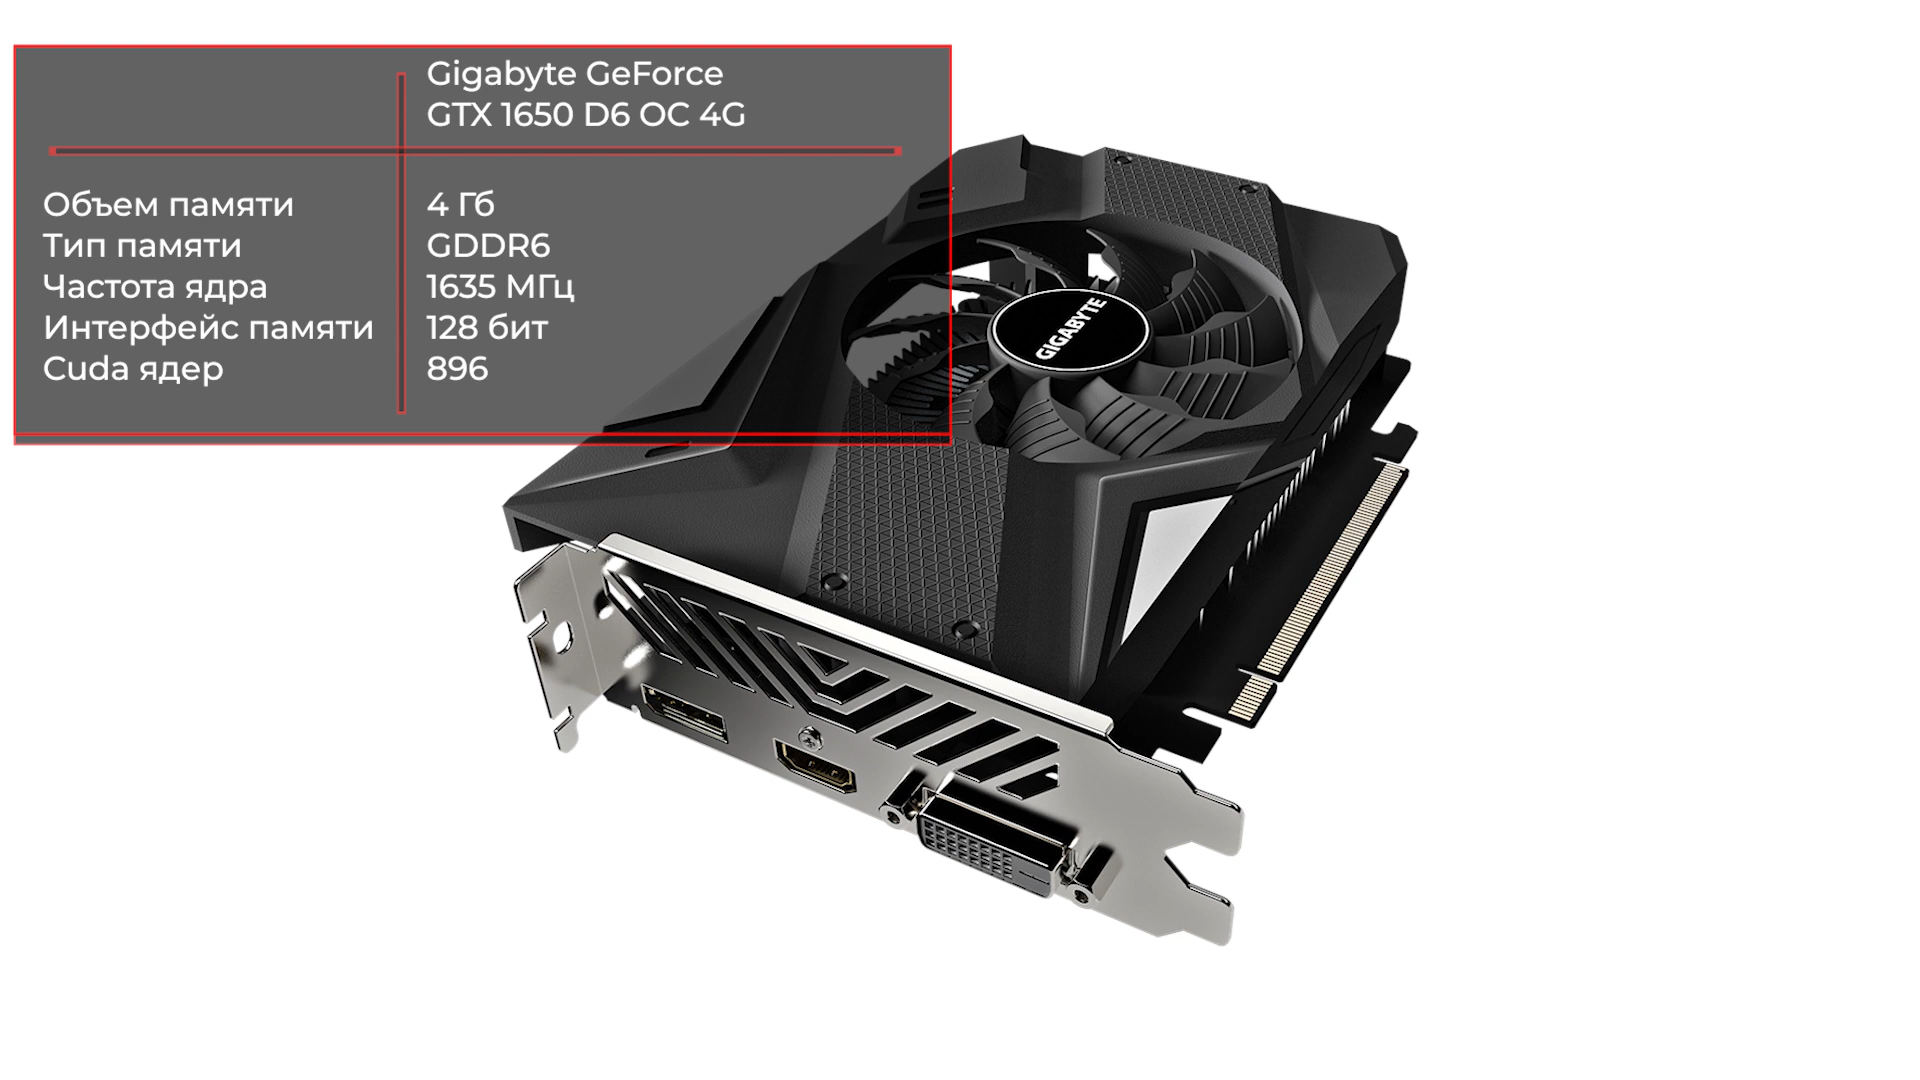 Gigabyte GeForce
GTX 1650 D6 OC 4G
Объем памяти 4 Гб
Тип памяти GDDR6
Частота ядра 1635 МГц
Интерфейс памяти 128 бит
Cuda ядер 896
GIGABYTE